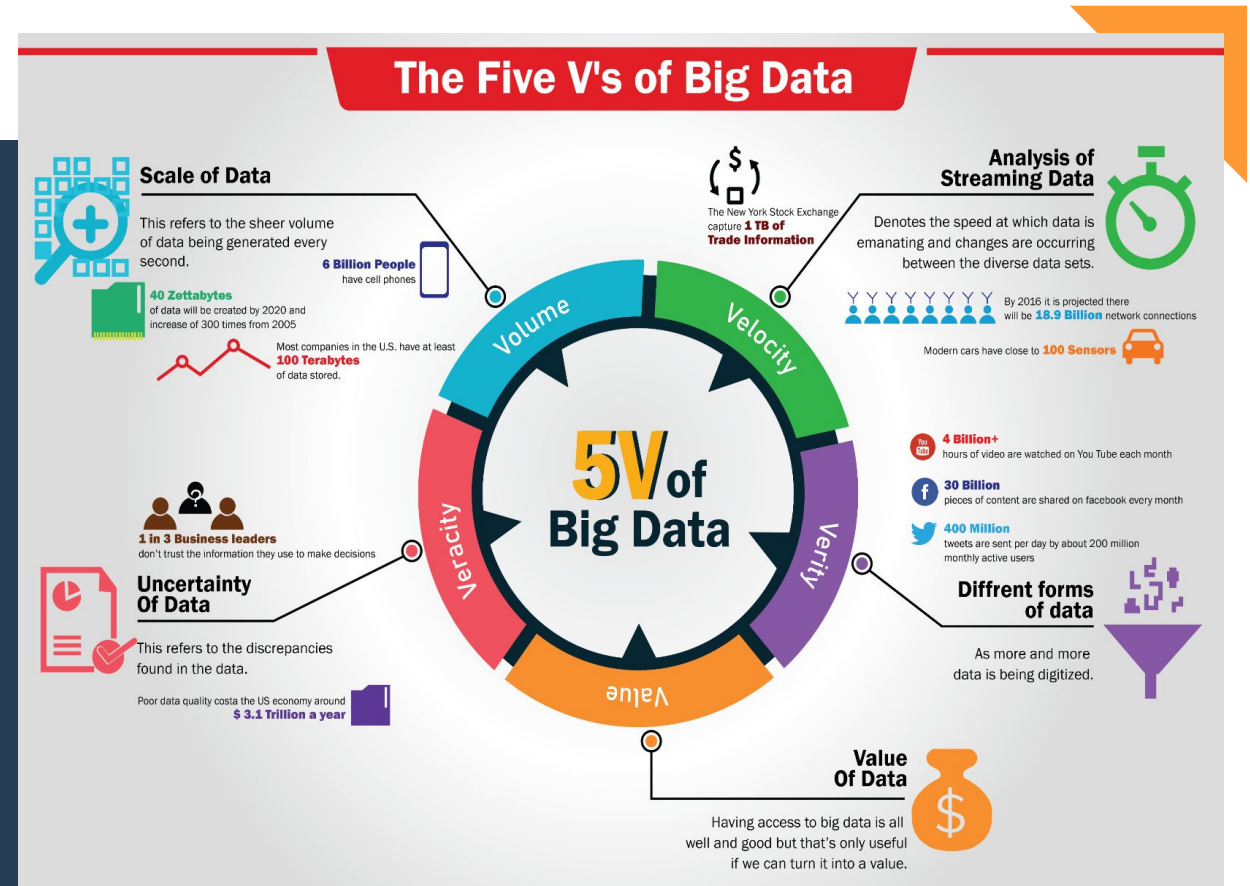 The Five V's of Big Data
Scale of Data
This refers to the sheer volume
of data being generated every
second.
6 Billion People
have cell phones
40 Zettabytes
of data will be created by 2020 and
increase of 300 times from 2005
Most companies in the U.S. have at least
100 Terabytes
of data stored.
$
The New York Stock Exchange
capture 1 TB of
Trade Information
Analysis of
Streaming Data
Denotes the speed at which data is
emanating and changes are occurring
between the diverse data sets.
By 2016 it is projected there
will be 18.9 Billion network connections
Modern cars have close to 100 Sensors
Volume
Velocity
Verity
Value
Veracity
5V of
Big Data
You
Tube
4 Billion+
hours of video are watched on You Tube each month
f
30 Billion
pieces of content are shared on facebook every month
400 Million
tweets are sent per day by about 200 million
monthly active users
Diffrent forms
of data
As more and more
data is being digitized.
?
1 in 3 Business leaders
don't trust the information they use to make decisions
Uncertainty
Of Data
This refers to the discrepancies
found in the data.
Poor data quality costa the US economy around
$ 3.1 Trillion a year
Value
Of Data
$
Having access to big data is all
well and good but that's only useful
if we can turn it into a value.